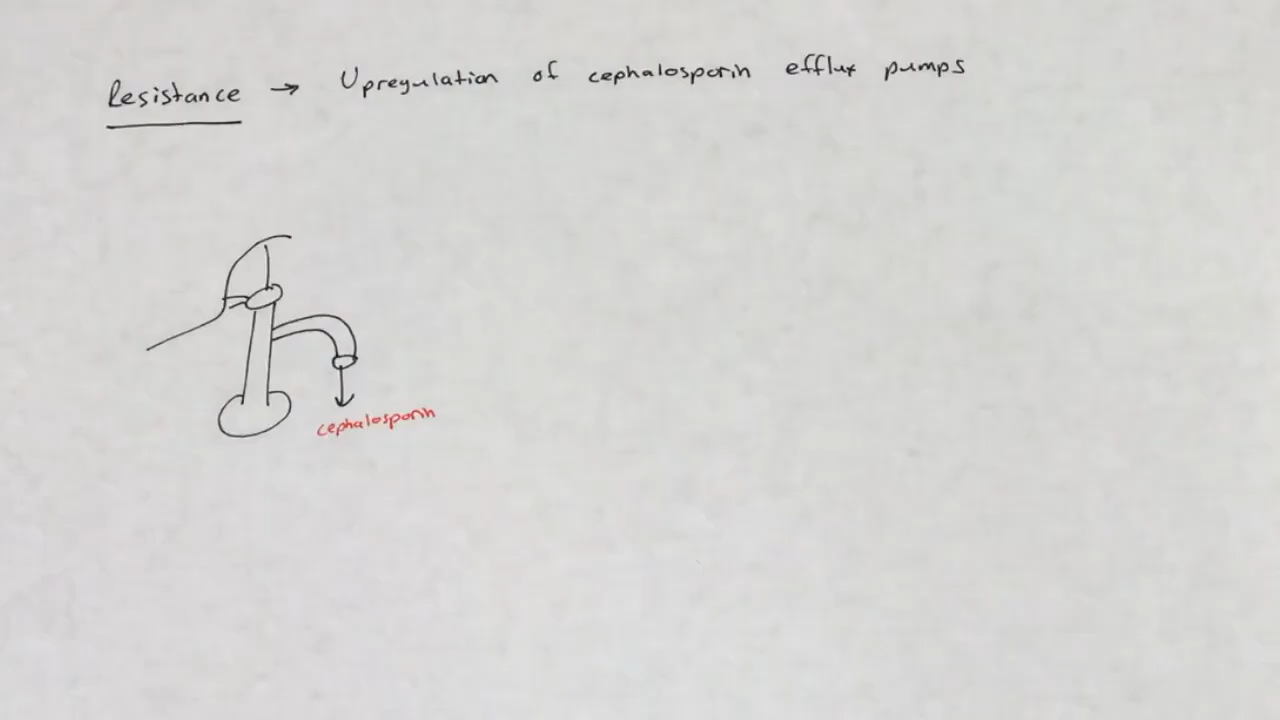 Resistance → Upregulation of cephalosporin efflux pumps
cephalosporin